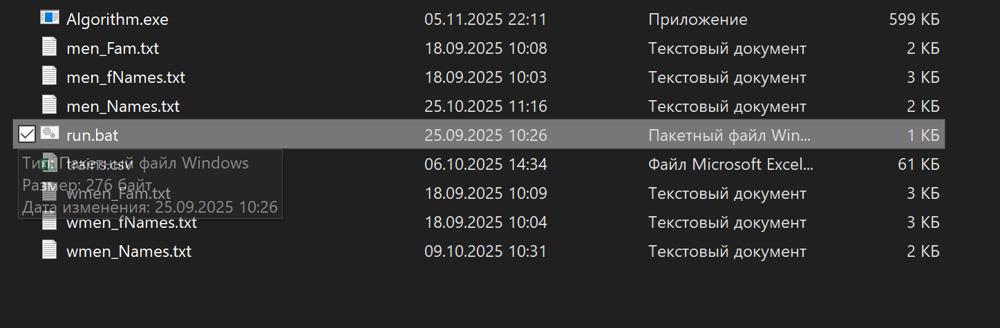 Algorithm.exe 05.11.2025 22:11 Приложение 599 КБ
men_Fam.txt 18.09.2025 10:08 Текстовый документ 2 КБ
men_fNames.txt 18.09.2025 10:03 Текстовый документ 3 КБ
men_Names.txt 25.10.2025 11:16 Текстовый документ 2 КБ
run.bat 25.09.2025 10:26 Пакетный файл Win... 1 КБ
trains.csv 06.10.2025 14:34 Файл Microsoft Excel... 61 КБ
Тип: Пакетный файл Windows
Размер: 276 байт
wmen_Fam.txt 18.09.2025 10:09 Текстовый документ 3 КБ
Дата изменения: 25.09.2025 10:26
wmen_fNames.txt 18.09.2025 10:04 Текстовый документ 3 КБ
wmen_Names.txt 09.10.2025 10:31 Текстовый документ 2 КБ